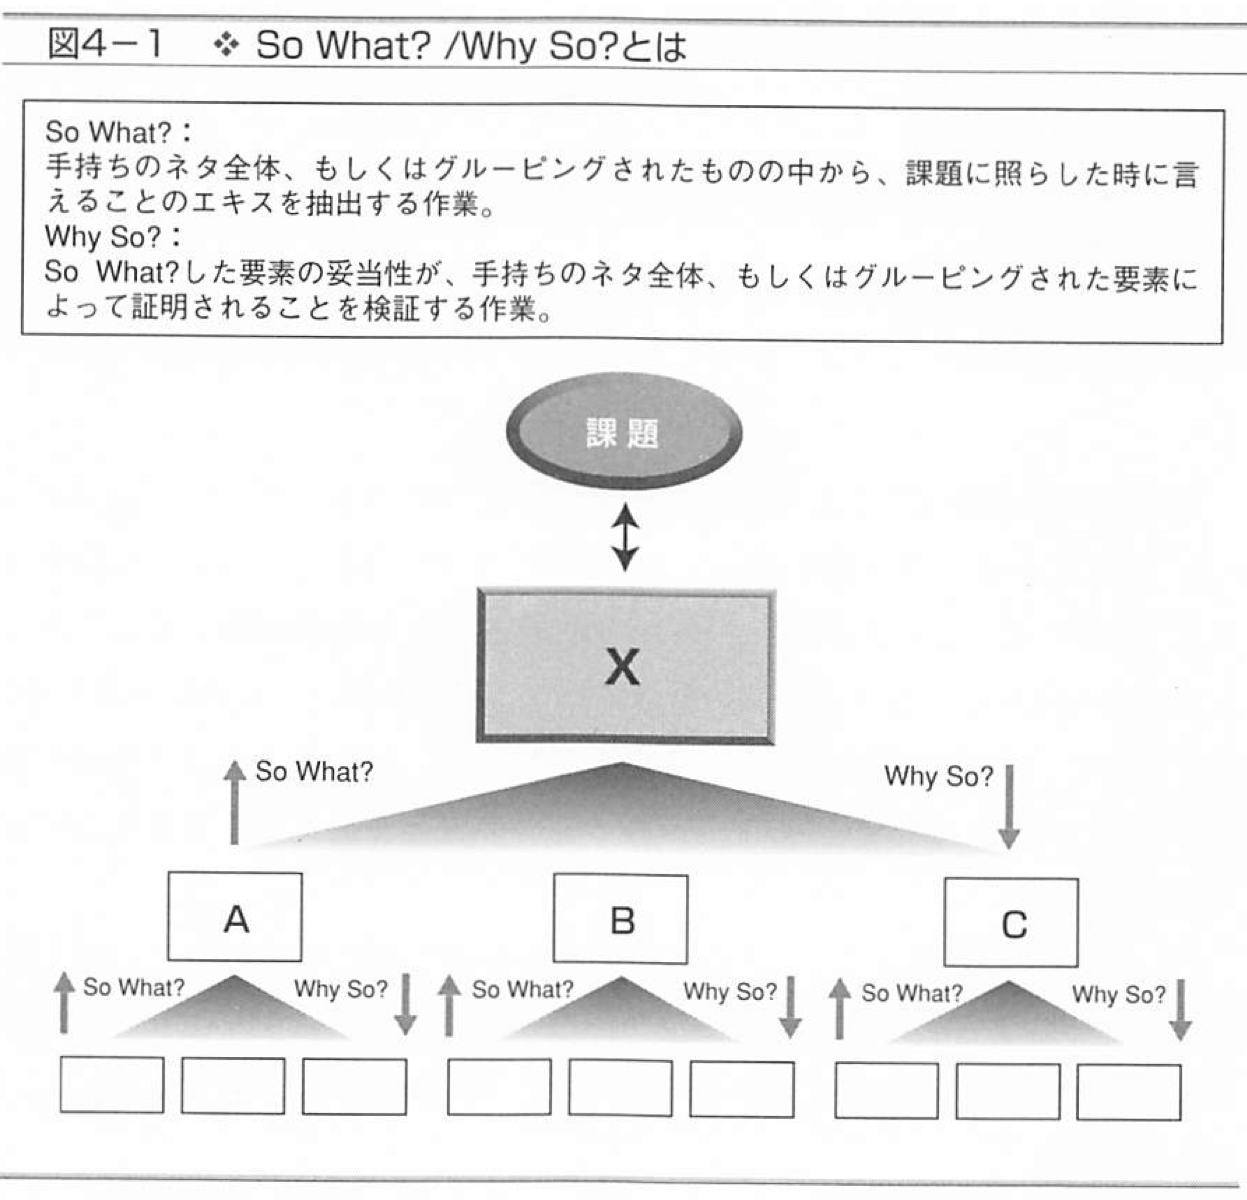 図4－1　❖ So What? /Why So?とは
So What?：
手持ちのネタ全体、もしくはグルーピングされたものの中から、課題に照らした時に言
えることのエキスを抽出する作業。
Why So?：
So What?した要素の妥当性が、手持ちのネタ全体、もしくはグルーピングされた要素に
よって証明されることを検証する作業。
課題
X
So What?
Why So?
A
B
C
So What?
Why So?
So What?
Why So?
So What?
Why So?